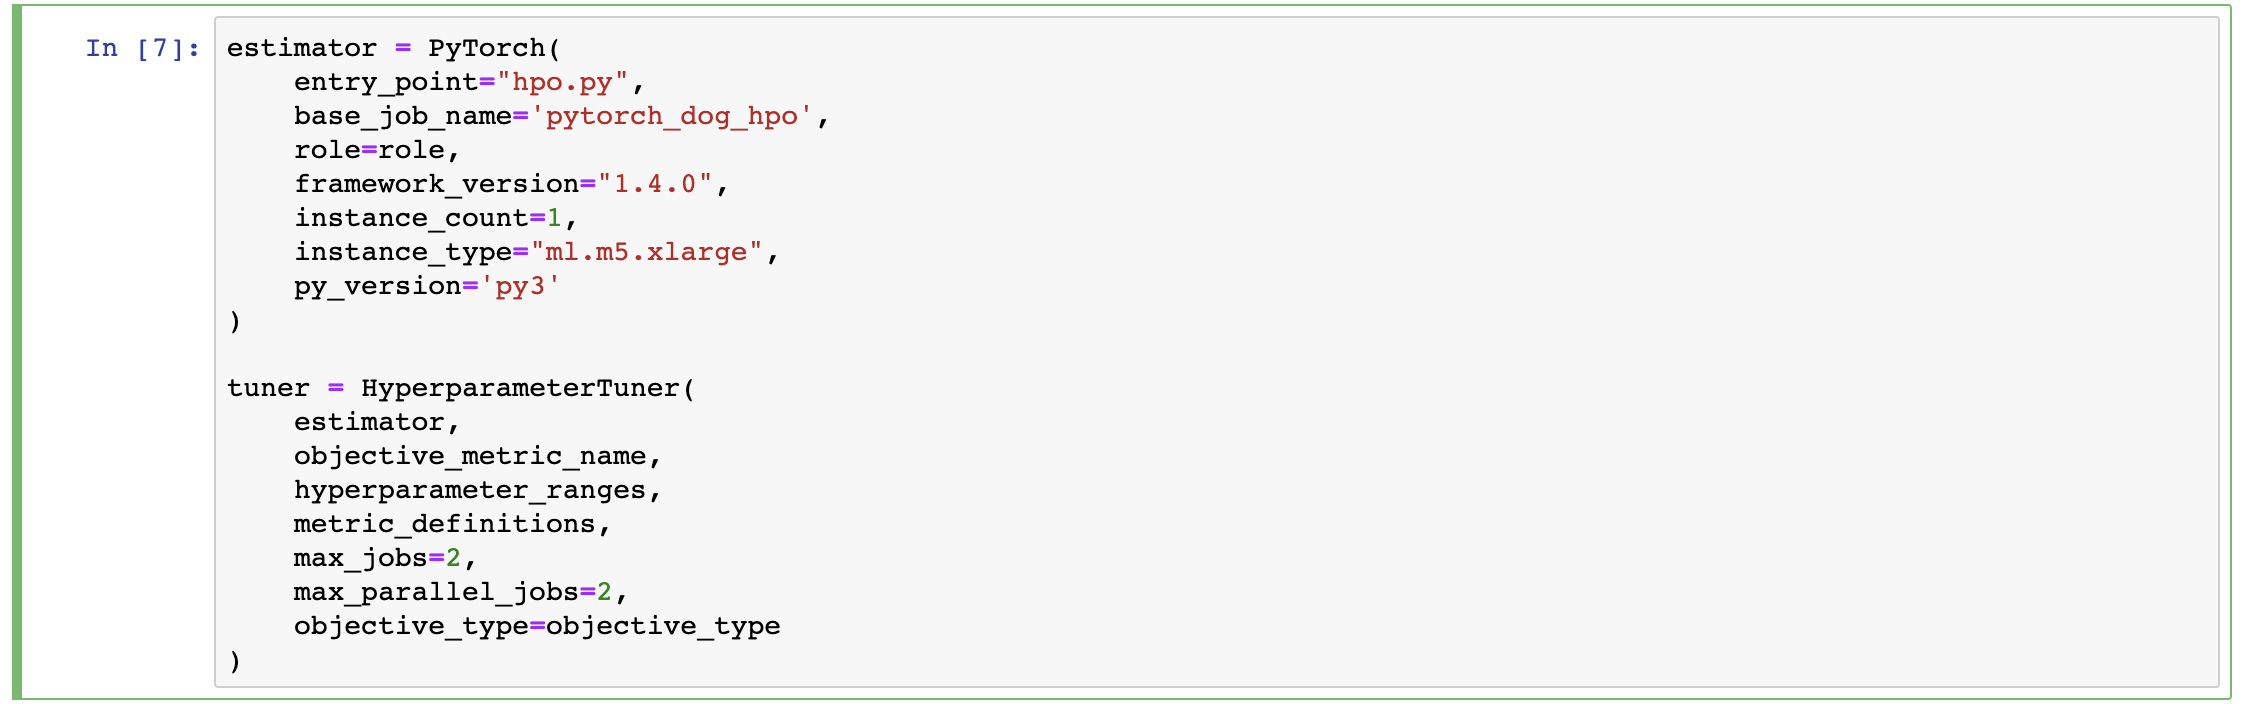 In [7]: estimator = PyTorch(
    entry_point="hpo.py",
    base_job_name='pytorch_dog_hpo',
    role=role,
    framework_version="1.4.0",
    instance_count=1,
    instance_type="ml.m5.xlarge",
    py_version='py3'
)

tuner = HyperparameterTuner(
    estimator,
    objective_metric_name,
    hyperparameter_ranges,
    metric_definitions,
    max_jobs=2,
    max_parallel_jobs=2,
    objective_type=objective_type
)